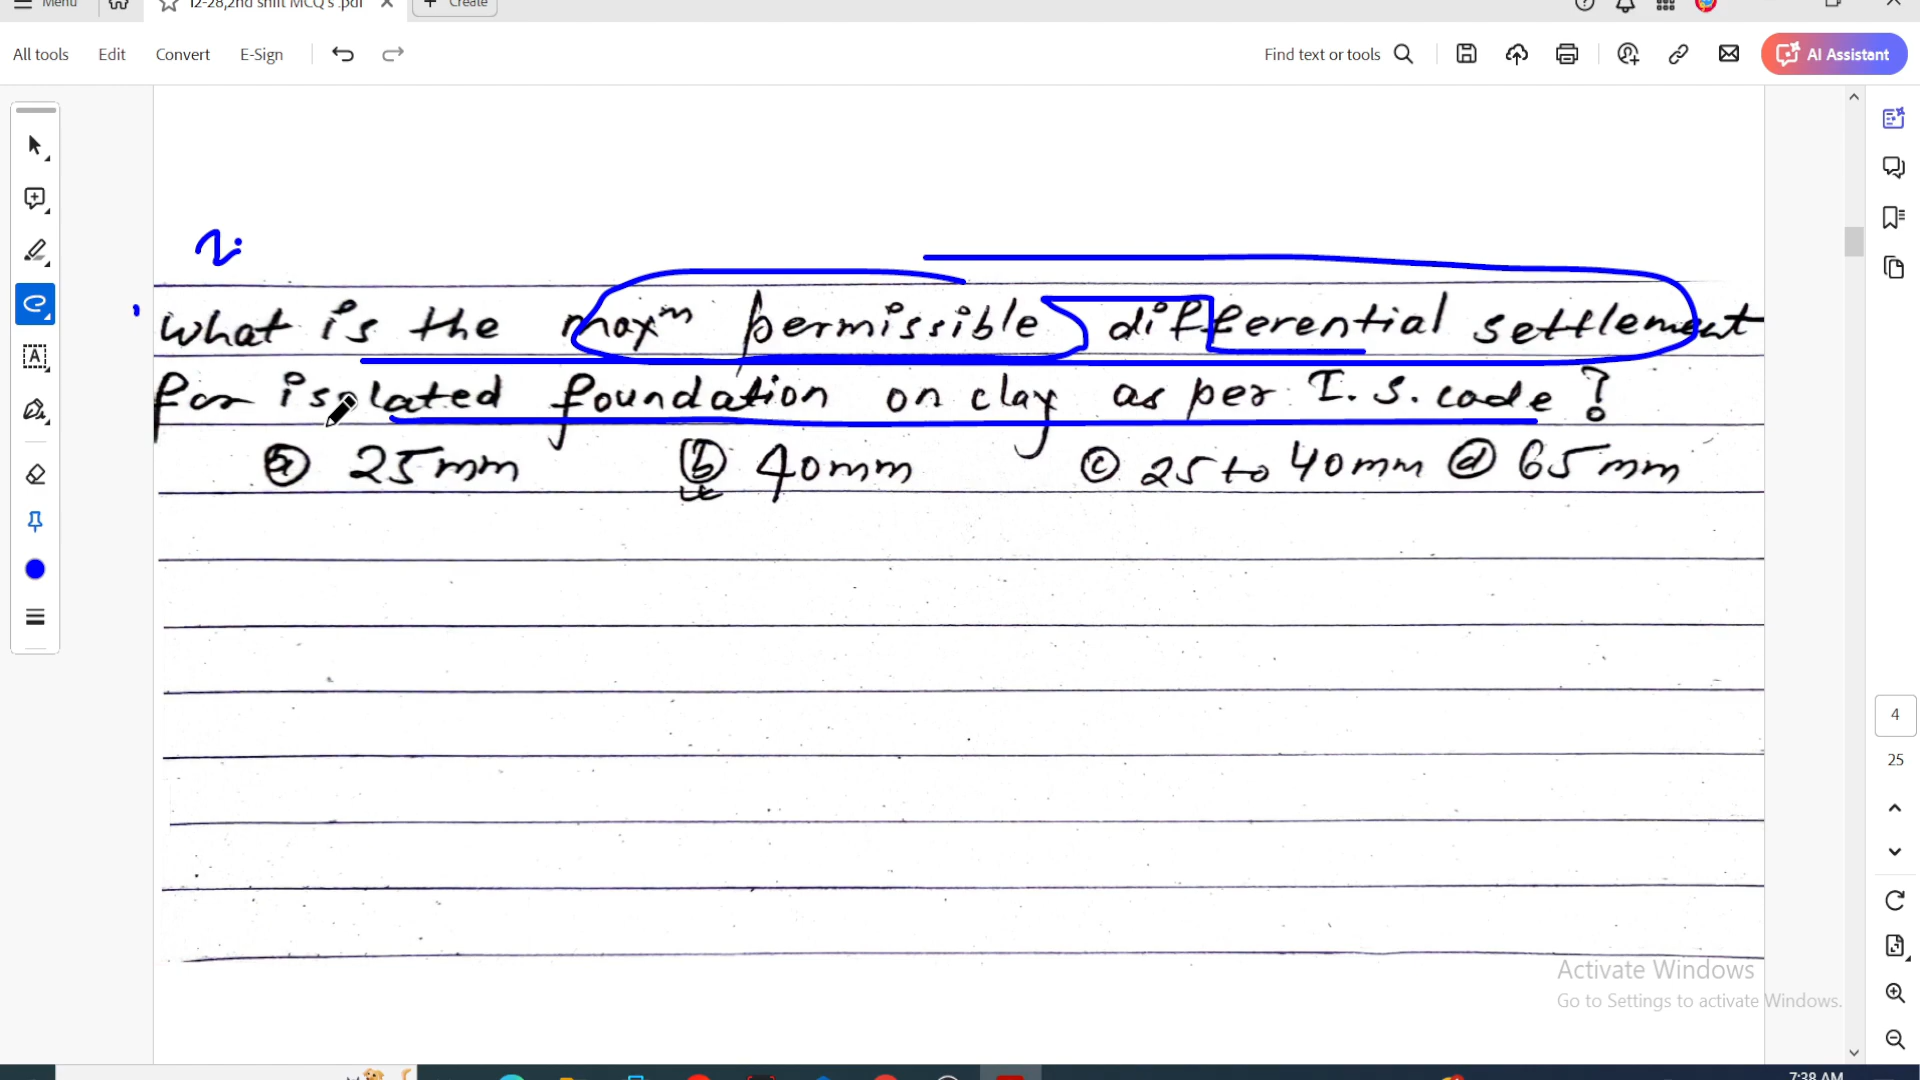 Menu
12-28,2nd shift MCQ's .pdf
Create
All tools
Edit
Convert
E-Sign
Find text or tools
AI Assistant
What is the maxm permissible differential settlement
for isolated foundation on clay as per I.S. code ?
(a) 25mm (b) 40mm (c) 25 to 40mm (d) 65mm
4
25
Activate Windows
Go to Settings to activate Windows.
7:38 AM